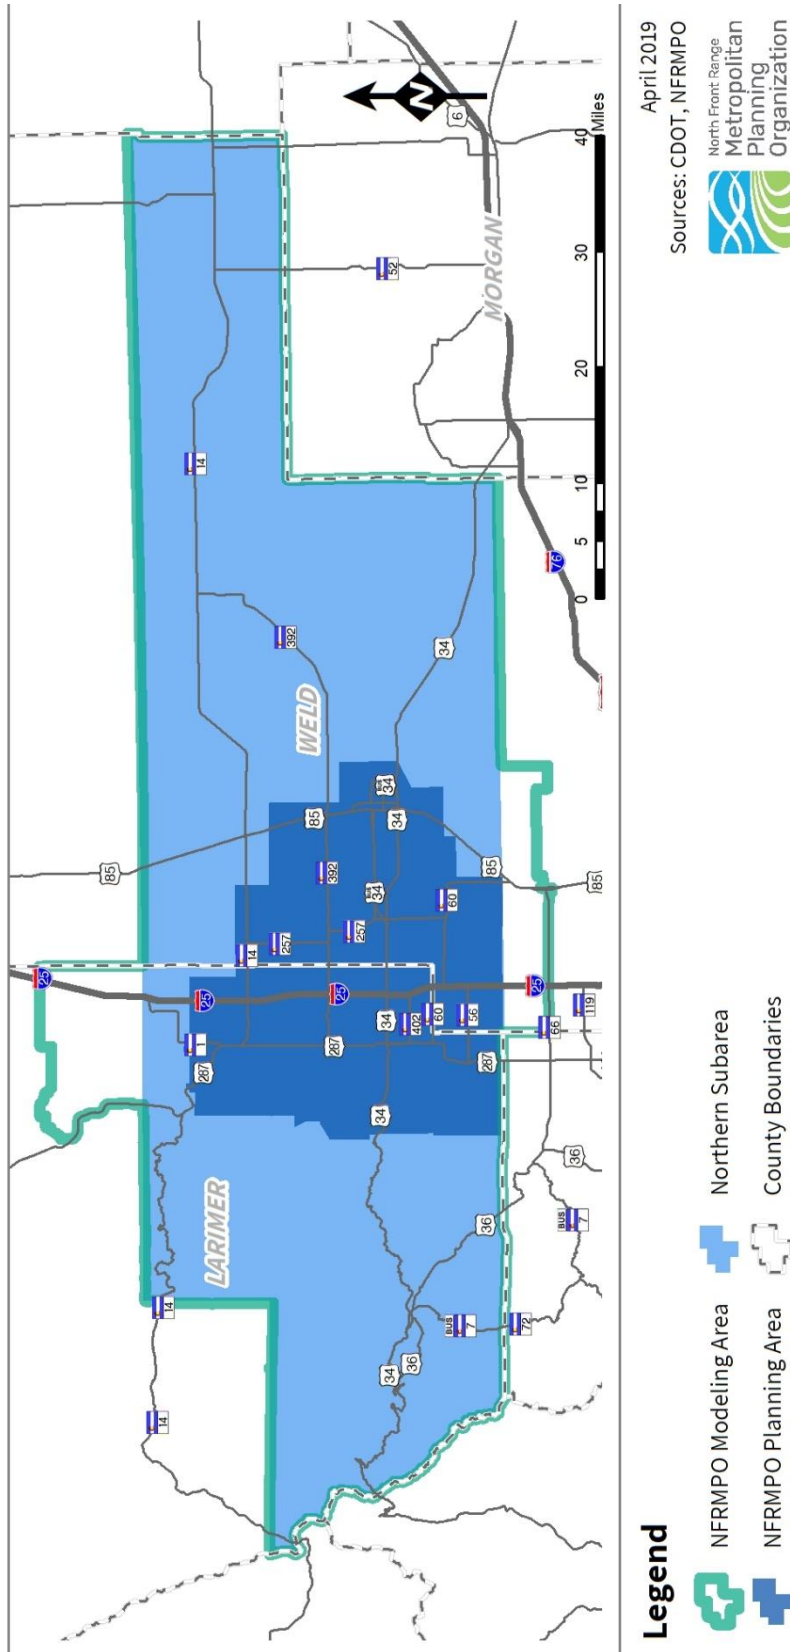 25
85
14
14
1
14
287
25
LARIMER
14
257
392
WELD
85
392
287
25
257
34
BUS 34
34
BUS 34
52
34
34
36
402
N
60
60
34
6
BUS
7
56
36
287
85
MORGAN
72
25
66
76
BUS
7
36
119
85
0 5 10 20 30 40
Miles
Legend
NFRMPO Modeling Area
Northern Subarea
NFRMPO Planning Area
County Boundaries
April 2019
Sources: CDOT, NFRMPO
North Front Range
Metropolitan
Planning
Organization